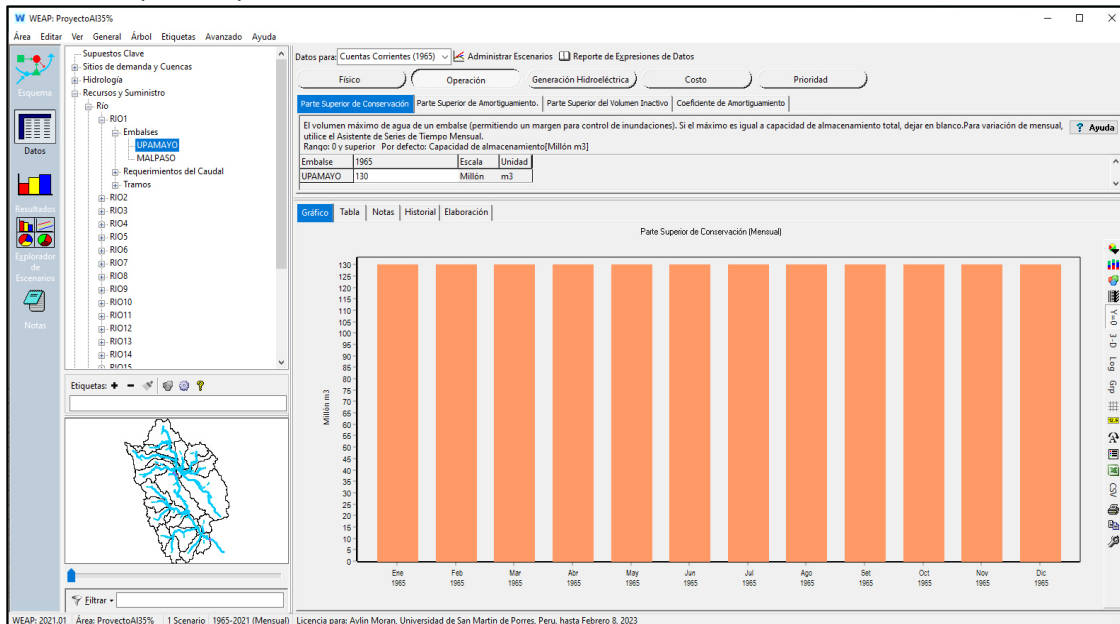 WEAP: ProyectoAI35%
Área Editar Ver General Árbol Etiquetas Avanzado Ayuda
Esquema
Datos
Resultados
Explorador
de
Escenarios
Notas
Supuestos Clave
Sitios de demanda y Cuencas
Hidrología
Recursos y Suministro
Río
RIO1
Embalses
UPAMAYO
MALPASO
Requerimientos del Caudal
Tramos
RIO2
RIO3
RIO4
RIO5
RIO6
RIO7
RIO8
RIO9
RIO10
RIO11
RIO12
RIO13
RIO14
RIO15
Etiquetas:
Filtrar
Datos para: Cuentas Corrientes (1965) Administrar Escenarios Reporte de Expresiones de Datos
Físico Operación Generación Hidroeléctrica Costo Prioridad
Parte Superior de Conservación Parte Superior de Amortiguamiento. Parte Superior del Volumen Inactivo Coeficiente de Amortiguamiento
El volumen máximo de agua de un embalse (permitiendo un margen para control de inundaciones). Si el máximo es igual a capacidad de almacenamiento total, dejar en blanco.Para variación de mensual,
utilice el Asistente de Series de Tiempo Mensual.
Rango: 0 y superior Por defecto: Capacidad de almacenamiento[Millón m3]
? Ayuda
Embalse 1965 Escala Unidad
UPAMAYO 130 Millón m3
Gráfico Tabla Notas Historial Elaboración
Parte Superior de Conservación (Mensual)
Millón m3
130
125
120
115
110
105
100
95
90
85
80
75
70
65
60
55
50
45
40
35
30
25
20
15
10
5
0
Ene Feb Mar Abr May Jun Jul Ago Set Oct Nov Dic
1965 1965 1965 1965 1965 1965 1965 1965 1965 1965 1965 1965
Y=0
3-D
Log
Grp
CSV
WEAP: 2021.01 Área: ProyectoAI35% 1 Scenario 1965-2021 (Mensual) Licencia para: Aylin Moran, Universidad de San Martin de Porres, Peru, hasta Febrero 8, 2023